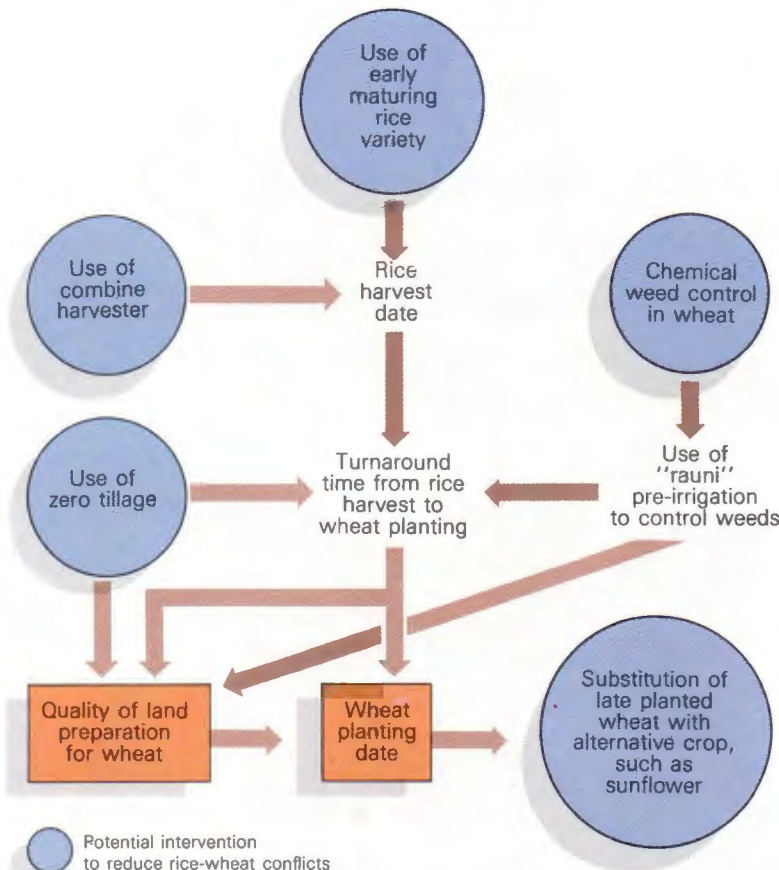 Use of
early
maturing
rice
variety
Use of
combine
harvester
Rice
harvest
date
Chemical
weed control
in wheat
Use of
zero tillage
Turnaround
time from rice
harvest to
wheat planting
Use of
"rauni"
pre-irrigation
to control weeds
Quality of land
preparation
for wheat
Wheat
planting
date
Substitution of
late planted
wheat with
alternative crop,
such as
sunflower
Potential intervention
to reduce rice-wheat conflicts